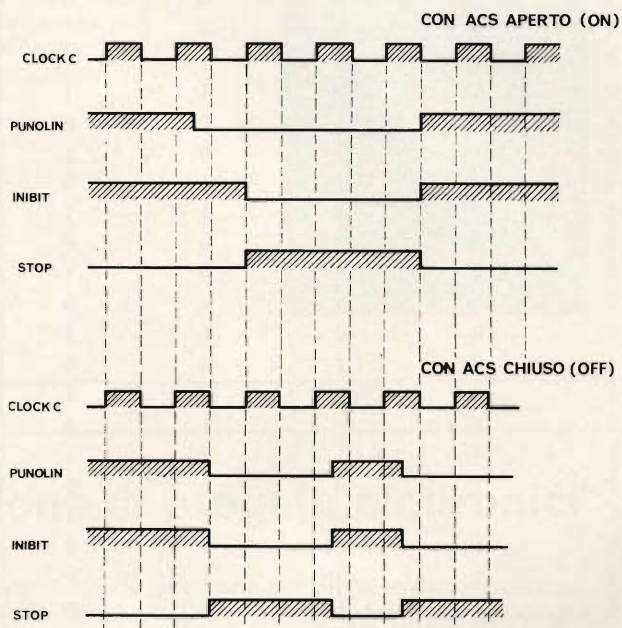 CON ACS APERTO (ON)
CLOCK C
PUNOLIN
INIBIT
STOP
CON ACS CHIUSO (OFF)
CLOCK C
PUNOLIN
INIBIT
STOP